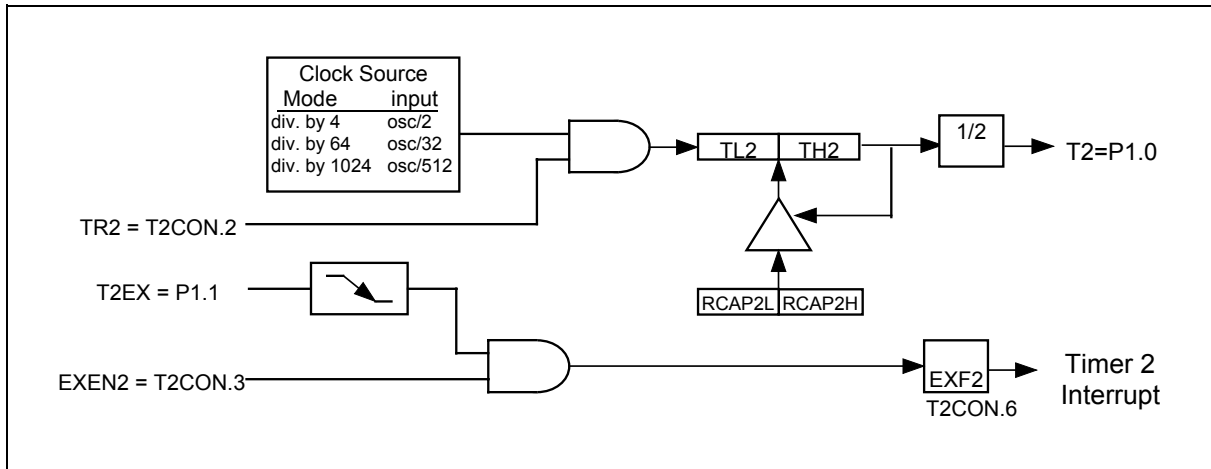 Clock Source
Mode input
div. by 4 osc/2
div. by 64 osc/32
div. by 1024 osc/512
TL2 TH2
1/2
T2=P1.0
TR2 = T2CON.2
T2EX = P1.1
RCAP2L RCAP2H
EXEN2 = T2CON.3
EXF2
T2CON.6
Timer 2
Interrupt